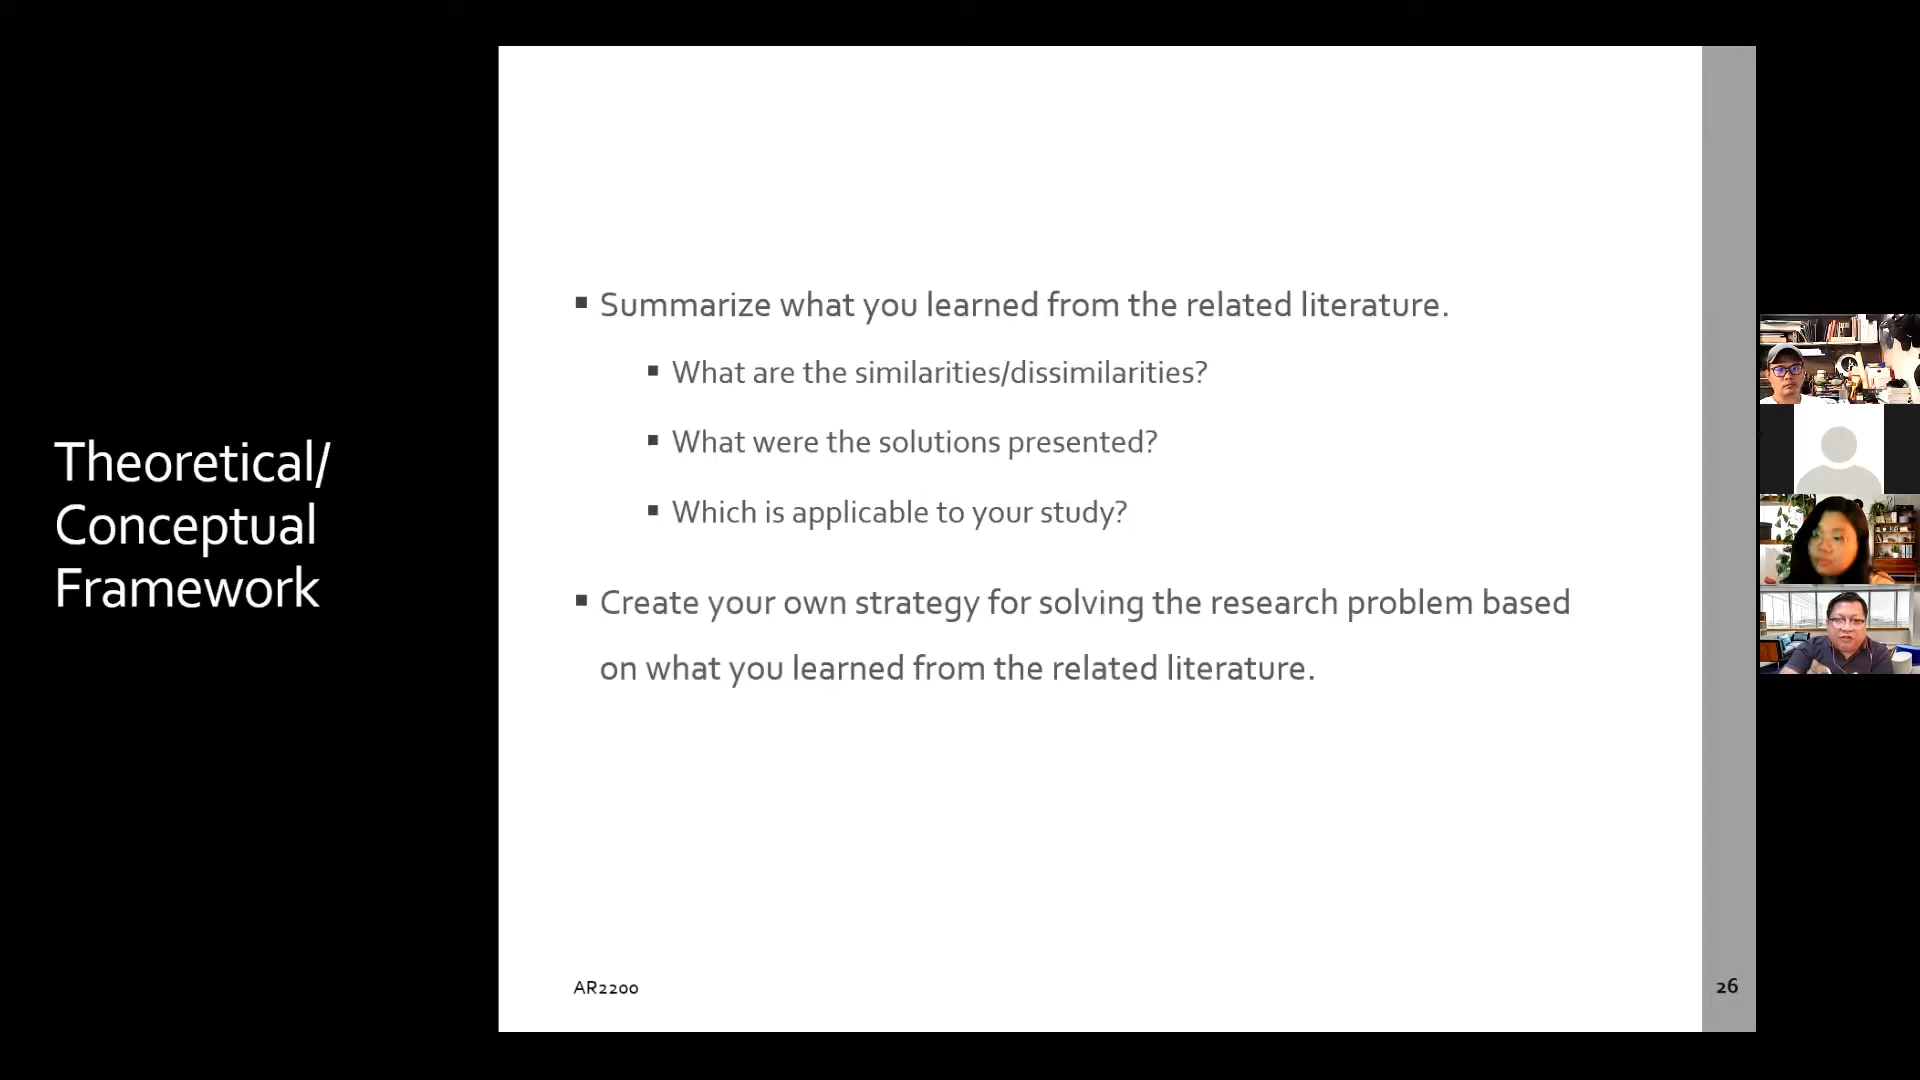 Theoretical/
Conceptual
Framework
▪ Summarize what you learned from the related literature.
▪ What are the similarities/dissimilarities?
▪ What were the solutions presented?
▪ Which is applicable to your study?
▪ Create your own strategy for solving the research problem based
on what you learned from the related literature.
AR2200
26